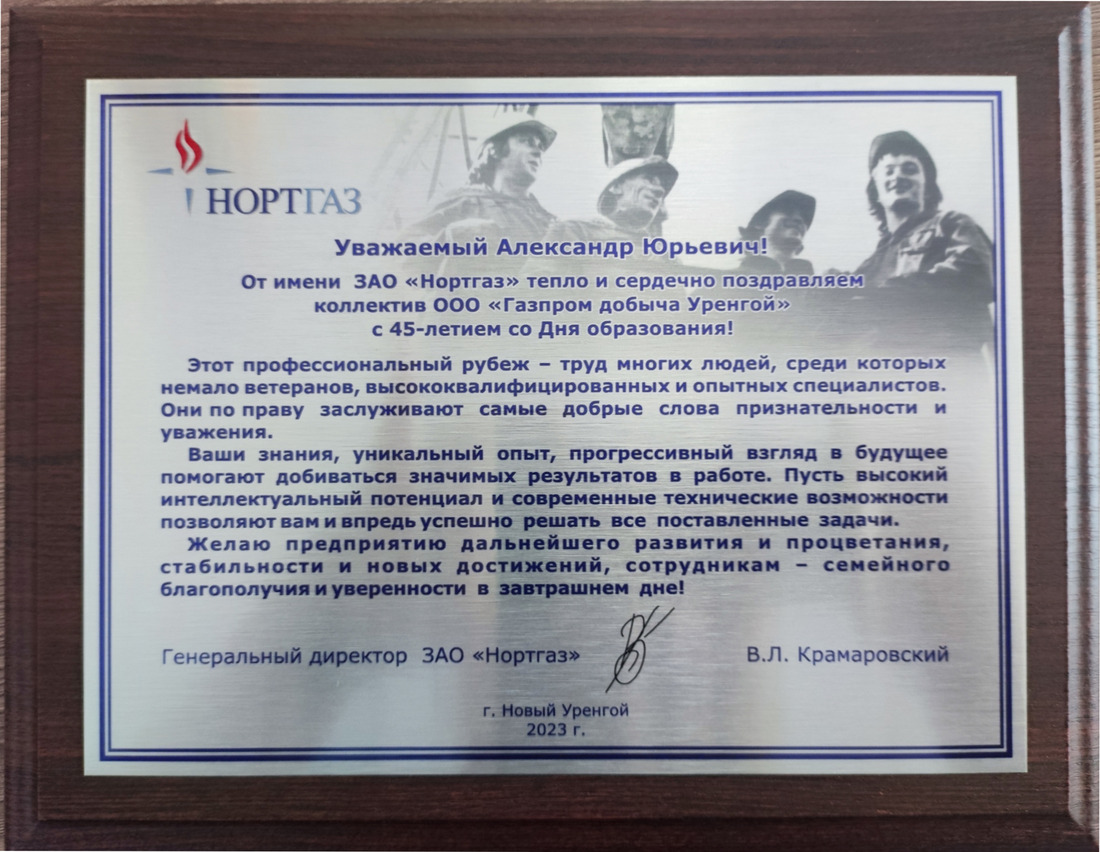 НОРТГАЗ
Уважаемый Александр Юрьевич!
От имени ЗАО «Нортгаз» тепло и сердечно поздравляем
коллектив ООО «Газпром добыча Уренгой»
с 45-летием со Дня образования!
Этот профессиональный рубеж – труд многих людей, среди которых
немало ветеранов, высококвалифицированных и опытных специалистов.
Они по праву заслуживают самые добрые слова признательности и
уважения.
Ваши знания, уникальный опыт, прогрессивный взгляд в будущее
помогают добиваться значимых результатов в работе. Пусть высокий
интеллектуальный потенциал и современные технические возможности
позволяют вам и впредь успешно решать все поставленные задачи.
Желаю предприятию дальнейшего развития и процветания,
стабильности и новых достижений, сотрудникам – семейного
благополучия и уверенности в завтрашнем дне!
Генеральный директор ЗАО «Нортгаз» В.Л. Крамаровский
г. Новый Уренгой
2023 г.